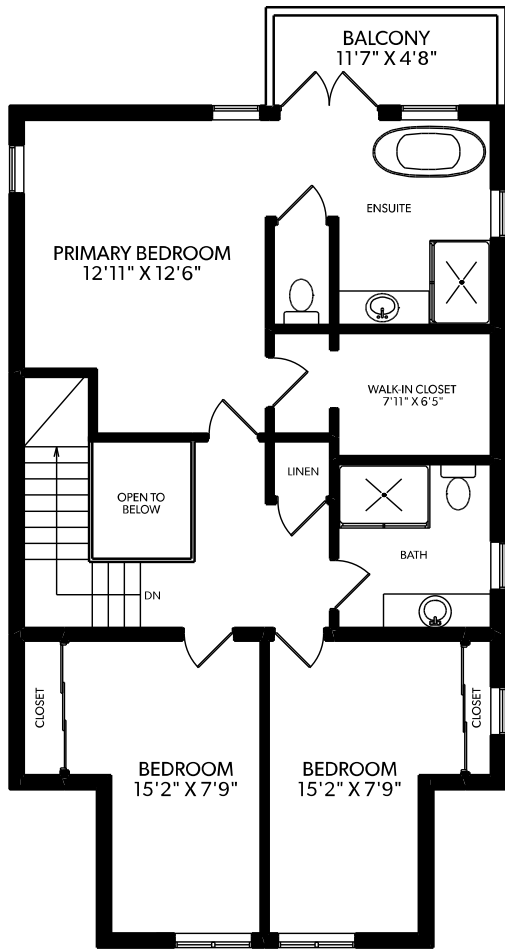 BALCONY
11'7" X 4'8"
ENSUITE
PRIMARY BEDROOM
12'11" X 12'6"
WALK-IN CLOSET
7'11" X 6'5"
LINEN
OPEN TO
BELOW
BATH
DN
CLOSET
CLOSET
BEDROOM
15'2" X 7'9"
BEDROOM
15'2" X 7'9"